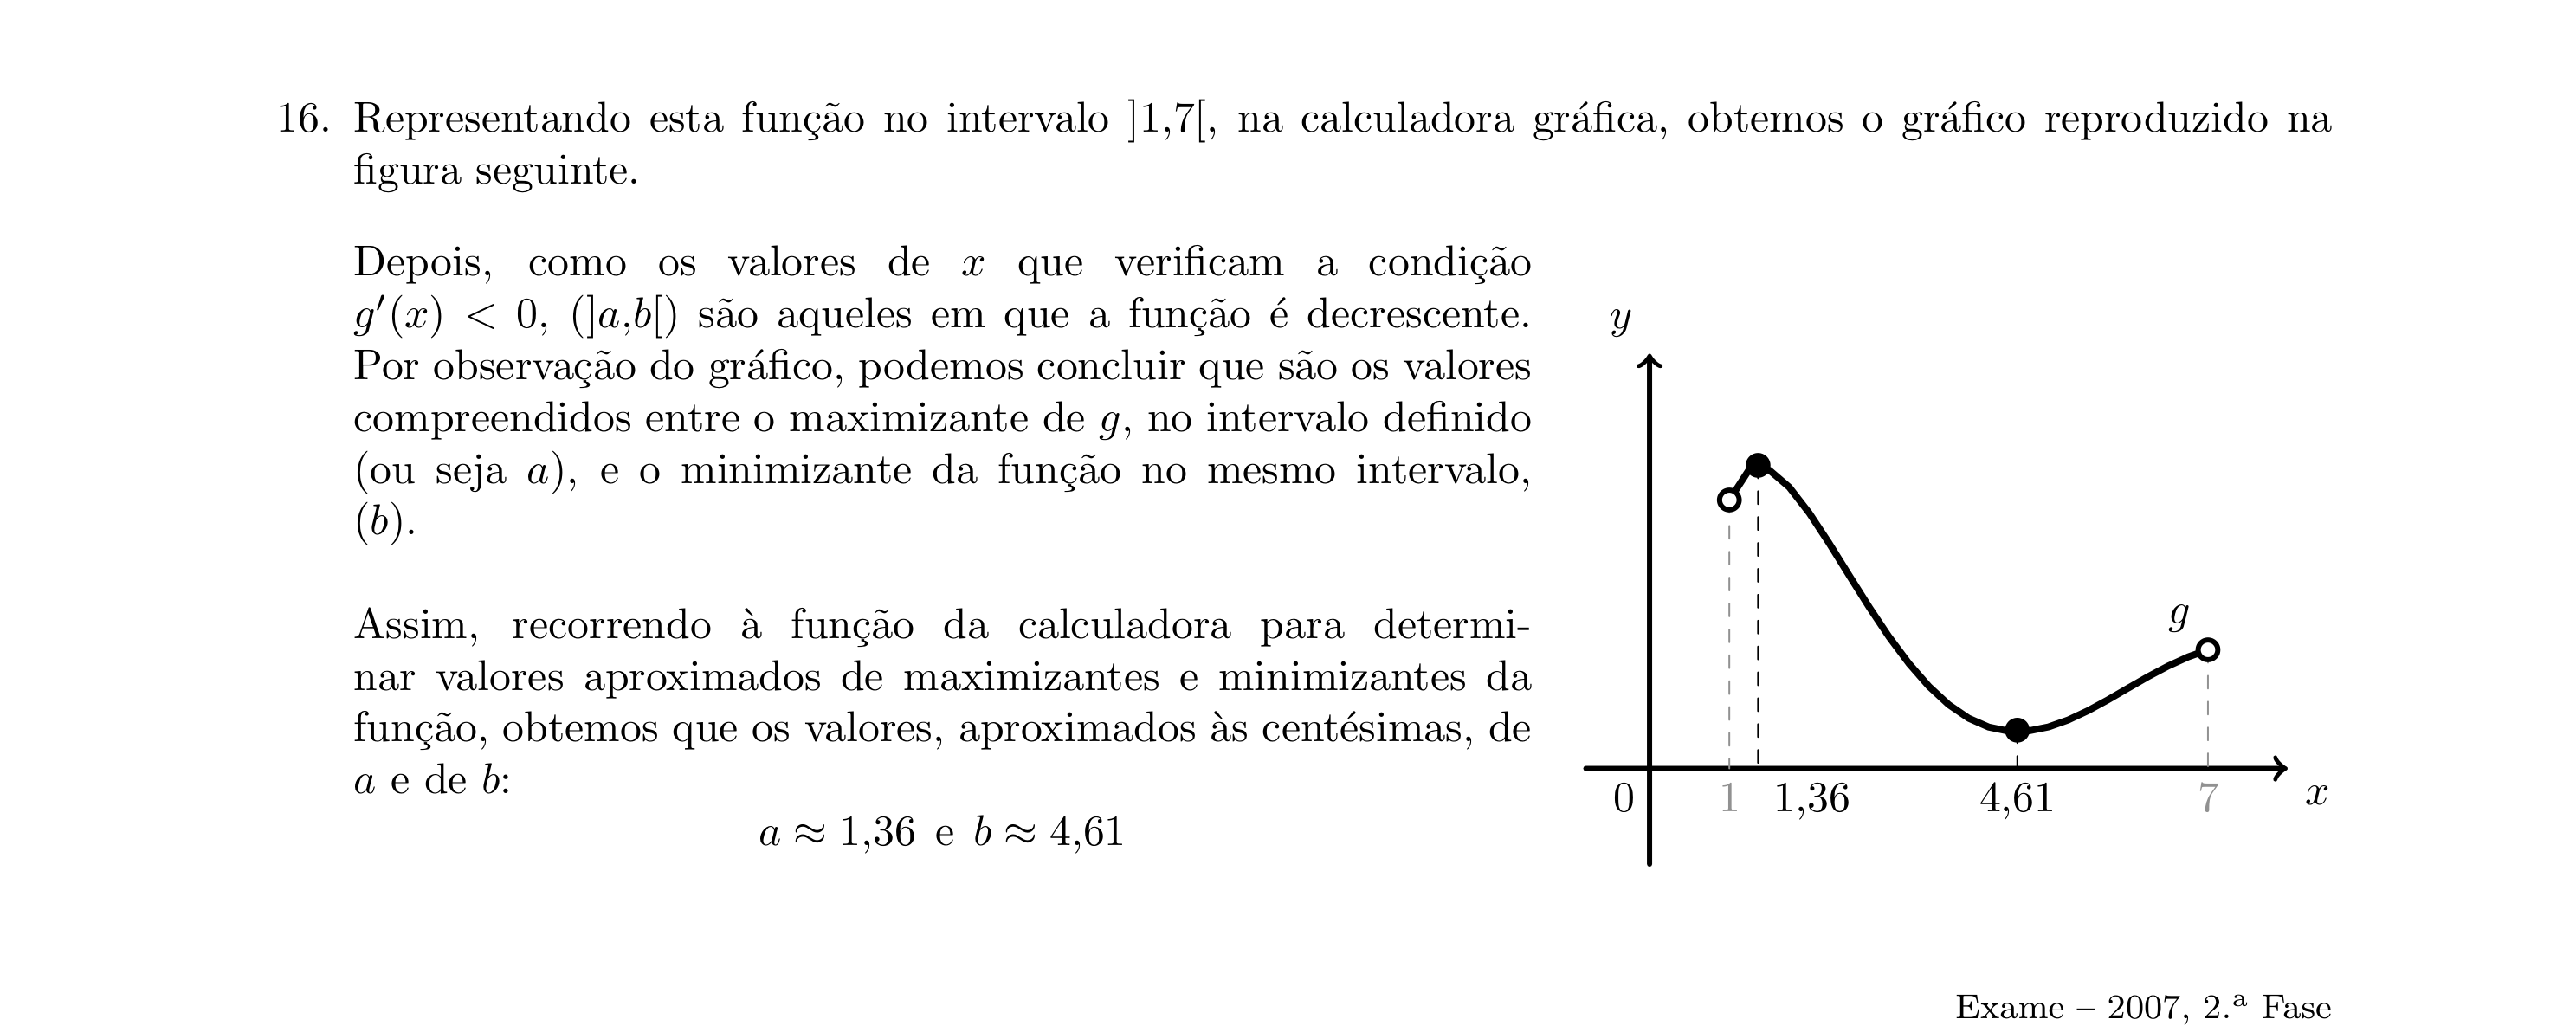 16. Representando esta função no intervalo ]1,7[, na calculadora gráfica, obtemos o gráfico reproduzido na
figura seguinte.
Depois, como os valores de x que verificam a condição
g′(x) < 0, (]a,b[) são aqueles em que a função é decrescente.
Por observação do gráfico, podemos concluir que são os valores
compreendidos entre o maximizante de g, no intervalo definido
(ou seja a), e o minimizante da função no mesmo intervalo,
(b).
Assim, recorrendo à função da calculadora para determi-
nar valores aproximados de maximizantes e minimizantes da
função, obtemos que os valores, aproximados às centésimas, de
a e de b:
a ≈ 1,36 e b ≈ 4,61
y
g
0 1 1,36 4,61 7 x
Exame – 2007, 2.ª Fase